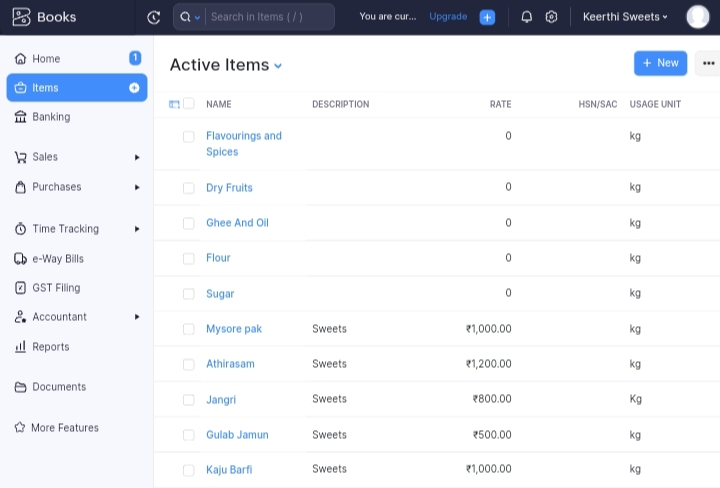 Books
Search in Items ( / )
You are cur... Upgrade
Keerthi Sweets
Home 1
Items
Banking
Sales
Purchases
Time Tracking
e-Way Bills
GST Filing
Accountant
Reports
Documents
More Features
Active Items
+ New
NAME DESCRIPTION RATE HSN/SAC USAGE UNIT
Flavourings and
Spices 0 kg
Dry Fruits 0 kg
Ghee And Oil 0 kg
Flour 0 kg
Sugar 0 kg
Mysore pak Sweets ₹1,000.00 kg
Athirasam Sweets ₹1,200.00 kg
Jangri Sweets ₹800.00 Kg
Gulab Jamun Sweets ₹500.00 kg
Kaju Barfi Sweets ₹1,000.00 kg